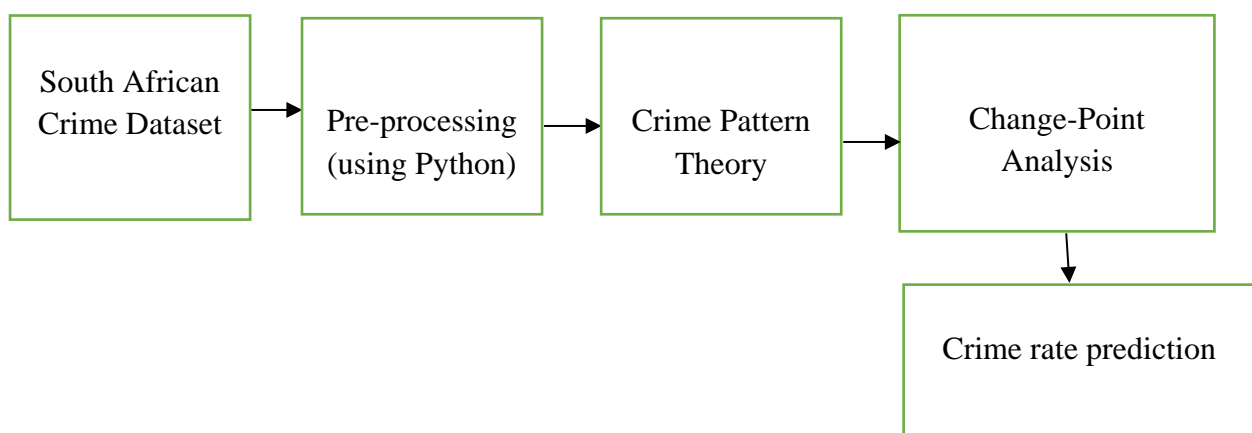 South African
Crime Dataset
Pre-processing
(using Python)
Crime Pattern
Theory
Change-Point
Analysis
Crime rate prediction